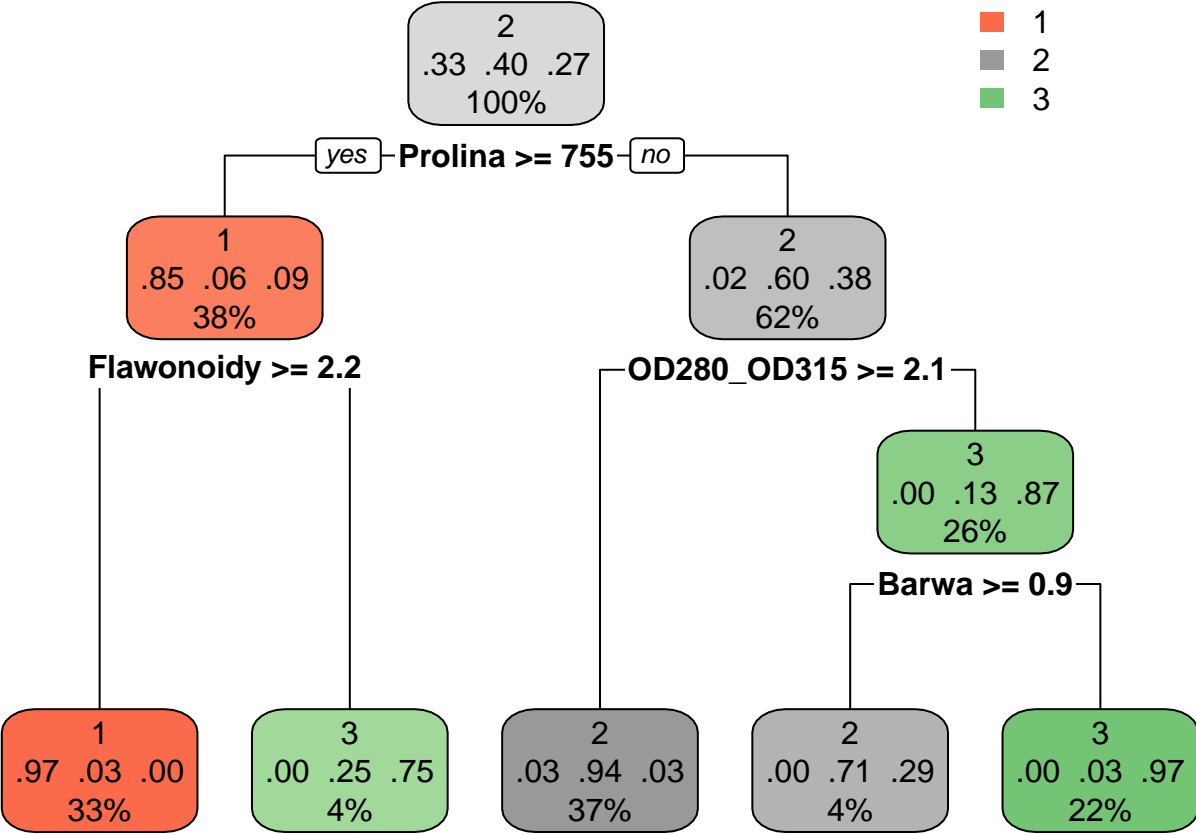 2
.33 .40 .27
100%
1
2
3
yes Prolina >= 755 no
1
.85 .06 .09
38%
2
.02 .60 .38
62%
Flawonoidy >= 2.2
OD280_OD315 >= 2.1
3
.00 .13 .87
26%
Barwa >= 0.9
1
.97 .03 .00
33%
3
.00 .25 .75
4%
2
.03 .94 .03
37%
2
.00 .71 .29
4%
3
.00 .03 .97
22%